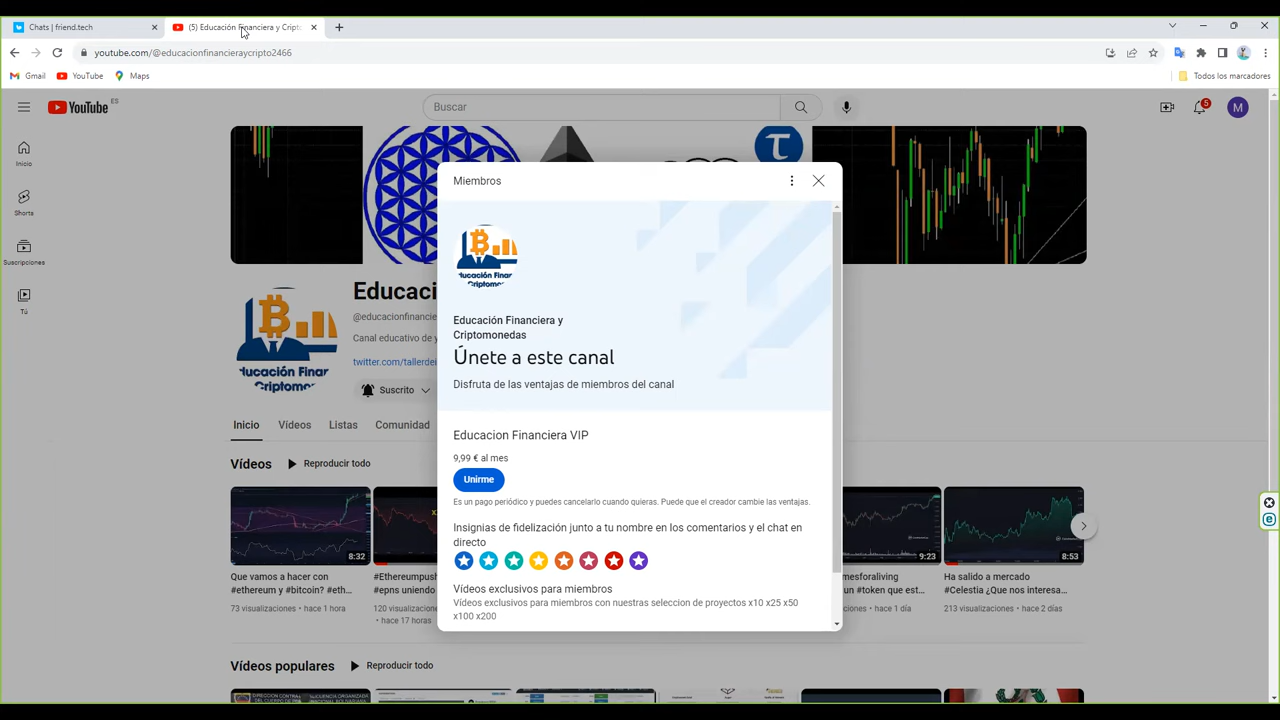 Chats | friend.tech
(5) Educación Financiera y Cripto
youtube.com/@educacionfinancieraycripto2466
Gmail
YouTube
Maps
Todos los marcadores
YouTube
ES
Buscar
5
M
Inicio
Shorts
Suscripciones
Tú
Miembros
Educación Financiera y
Criptomonedas
Únete a este canal
Disfruta de las ventajas de miembros del canal
Educacion Financiera VIP
9,99 € al mes
Unirme
Es un pago periódico y puedes cancelarlo cuando quieras. Puede que el creador cambie las ventajas.
Insignias de fidelización junto a tu nombre en los comentarios y el chat en
directo
Vídeos exclusivos para miembros
Vídeos exclusivos para miembros con nuestras seleccion de proyectos x10 x25 x50
x100 x200
Educaci
@educacionfinancie
Canal educativo de y
twitter.com/tallerdei
Suscrito
Inicio
Vídeos
Listas
Comunidad
Vídeos
Reproducir todo
8:32
9:23
8:53
Que vamos a hacer con
#ethereum y #bitcoin? #eth...
73 visualizaciones • hace 1 hora
#Ethereumpush
#epns uniendo
120 visualizaciones
• hace 17 horas
mesforaliving
un #token que est...
• hace 1 día
Ha salido a mercado
#Celestia ¿Que nos interesa...
213 visualizaciones • hace 2 días
Vídeos populares
Reproducir todo